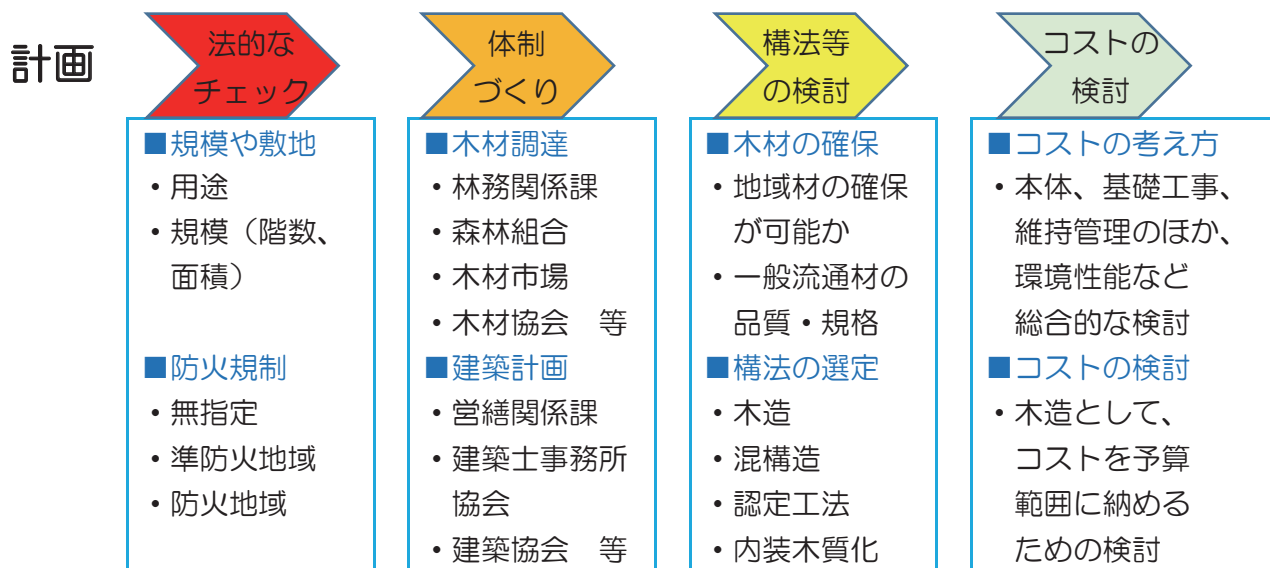 計画
法的な
チェック
■規模や敷地
・用途
・規模（階数、
面積）
■防火規制
・無指定
・準防火地域
・防火地域
体制
づくり
■木材調達
・林務関係課
・森林組合
・木材市場
・木材協会　等
■建築計画
・営繕関係課
・建築士事務所
協会
・建築協会　等
構法等
の検討
■木材の確保
・地域材の確保
が可能か
・一般流通材の
品質・規格
■構法の選定
・木造
・混構造
・認定工法
・内装木質化
コストの
検討
■コストの考え方
・本体、基礎工事、
維持管理のほか、
環境性能など
総合的な検討
■コストの検討
・木造として、
コストを予算
範囲に納める
ための検討